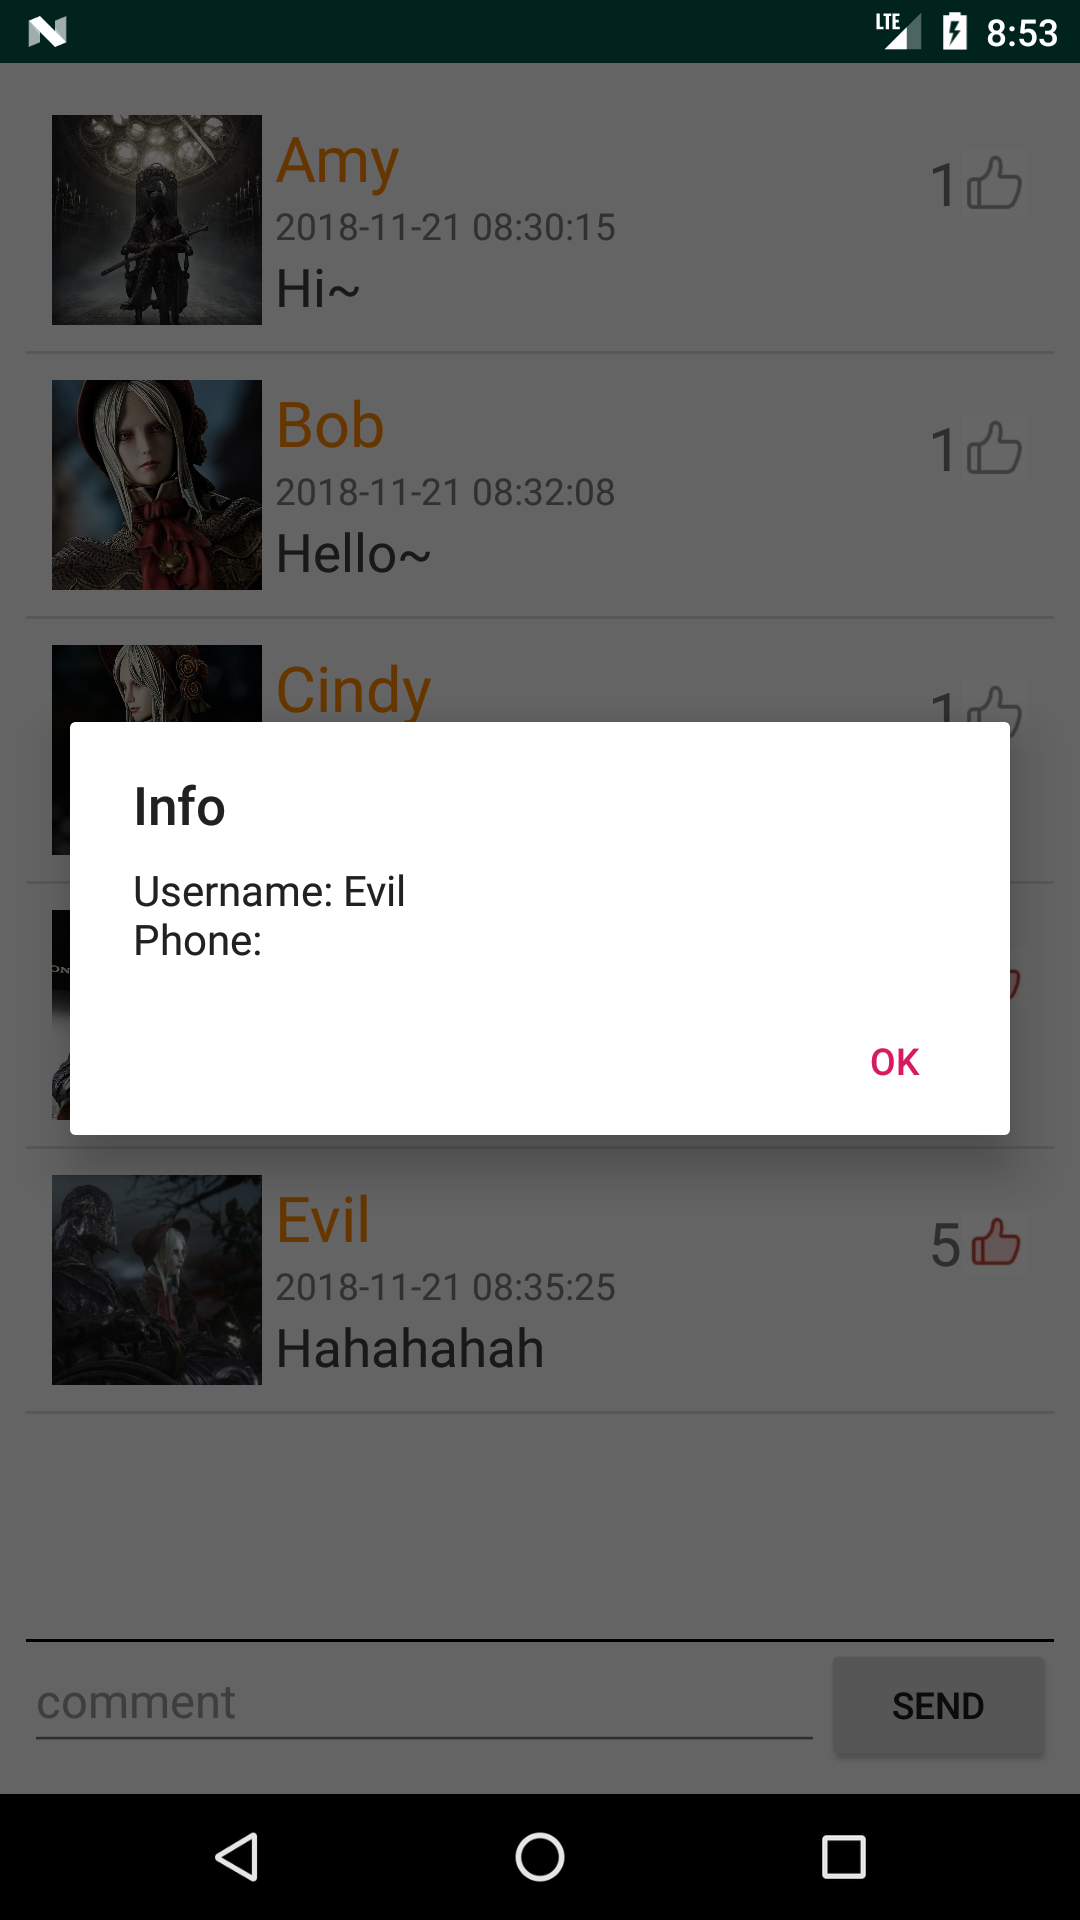 LTE 8:53
Amy
1
2018-11-21 08:30:15
Hi~
Bob
1
2018-11-21 08:32:08
Hello~
Cindy
1
Info
Username: Evil
Phone:
OK
Evil
5
2018-11-21 08:35:25
Hahahahah
comment
SEND